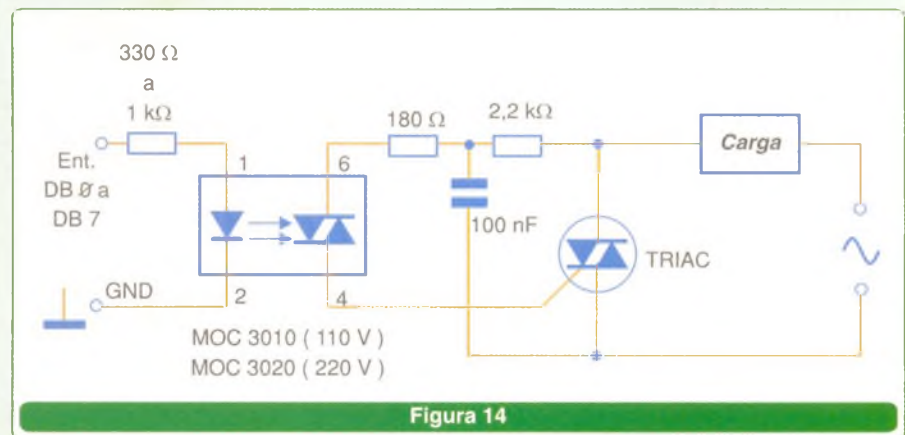 330 Ω
a
1 kΩ
180 Ω
2,2 kΩ
Carga
Ent.
DB Ø a
DB 7
1
6
100 nF
TRIAC
GND
2
4
MOC 3010 ( 110 V )
MOC 3020 ( 220 V )
Figura 14